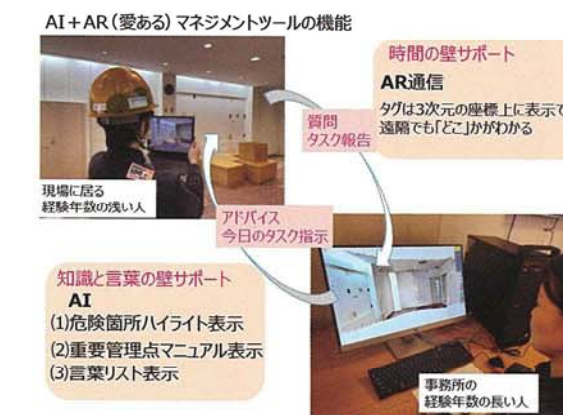 AI＋AR（愛ある）マネジメントツールの機能
時間の壁サポート
AR通信
タグは3次元の座標上に表示で
遠隔でも「どこ」かがわかる
質問
タスク報告
現場に居る
経験年数の浅い人
アドバイス
今日のタスク指示
知識と言葉の壁サポート
AI
(1)危険箇所ハイライト表示
(2)重要管理点マニュアル表示
(3)言葉リスト表示
事務所の
経験年数の長い人